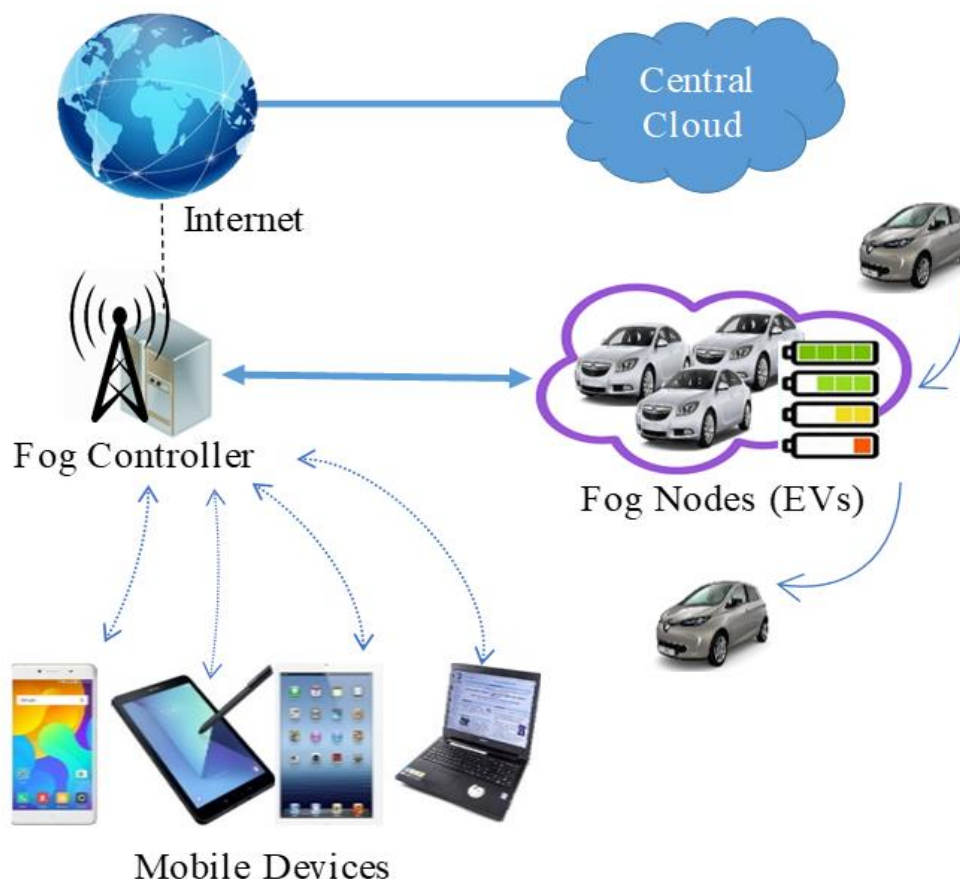 Central
Cloud
Internet
Fog Controller
Fog Nodes (EVs)
Mobile Devices